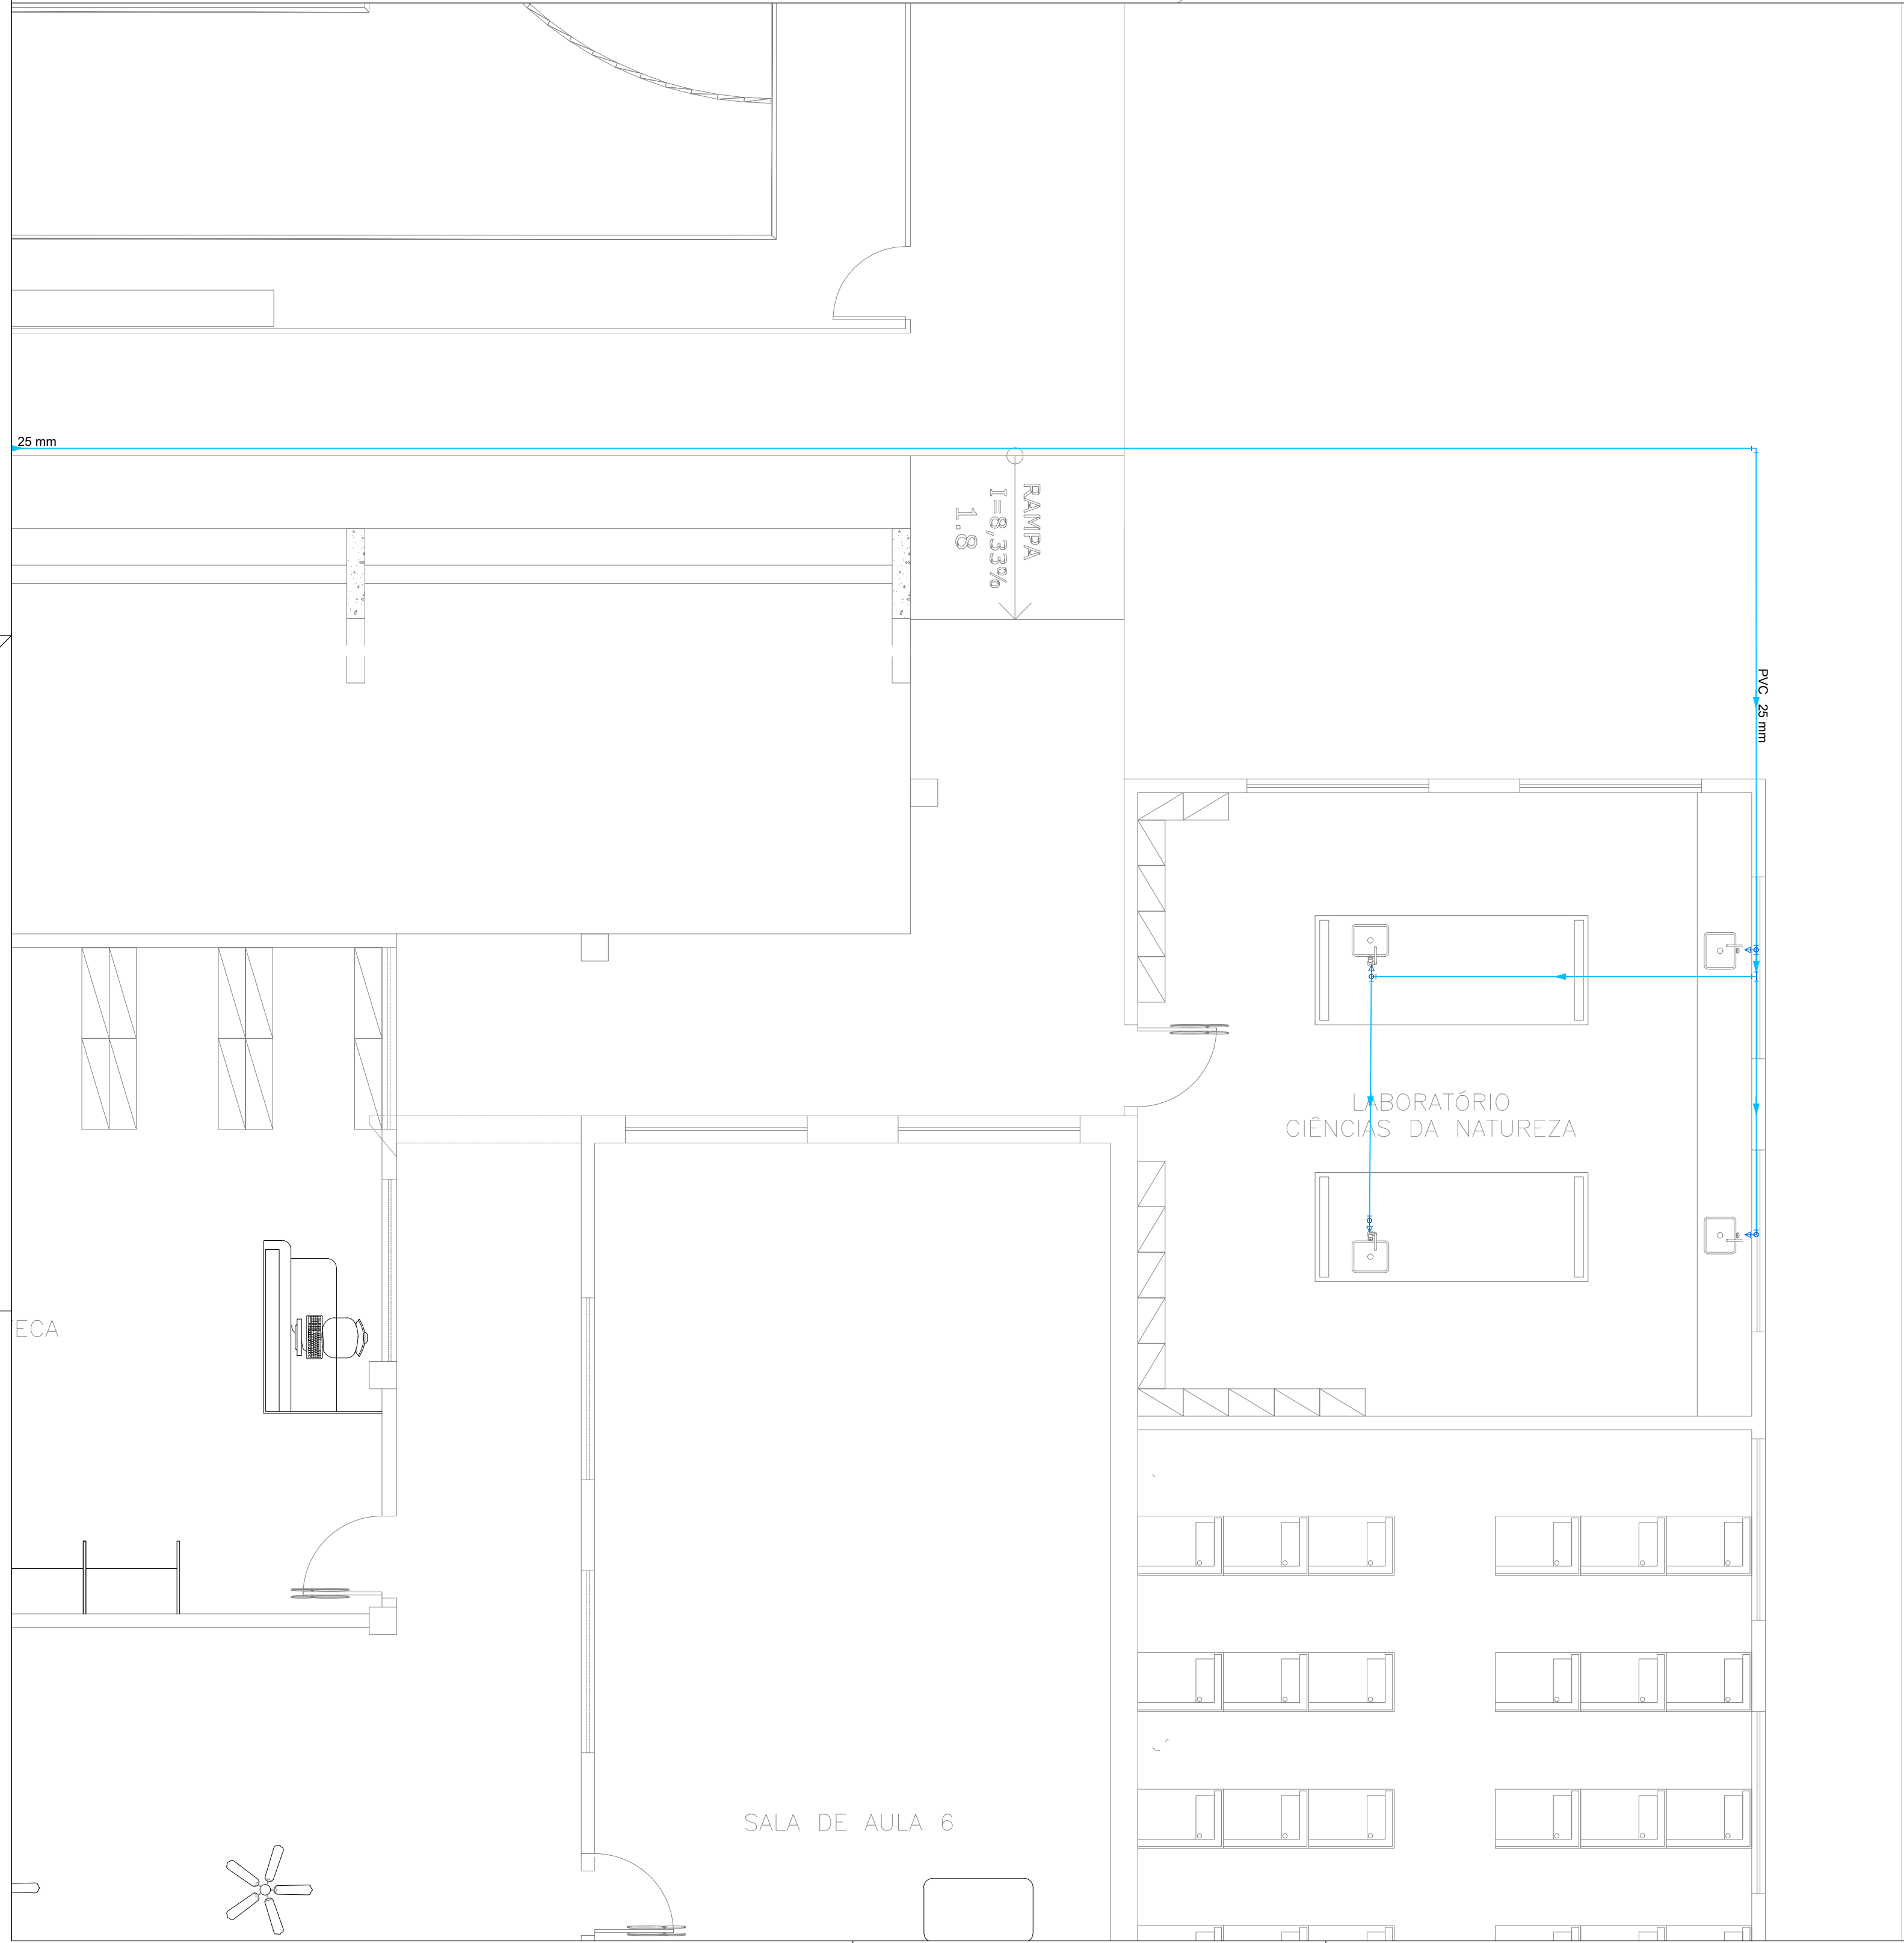 25 mm
RAMPA
I=8,33%
1.8
PVC 25 mm
LABORATÓRIO
CIÊNCIAS DA NATUREZA
ECA
SALA DE AULA 6